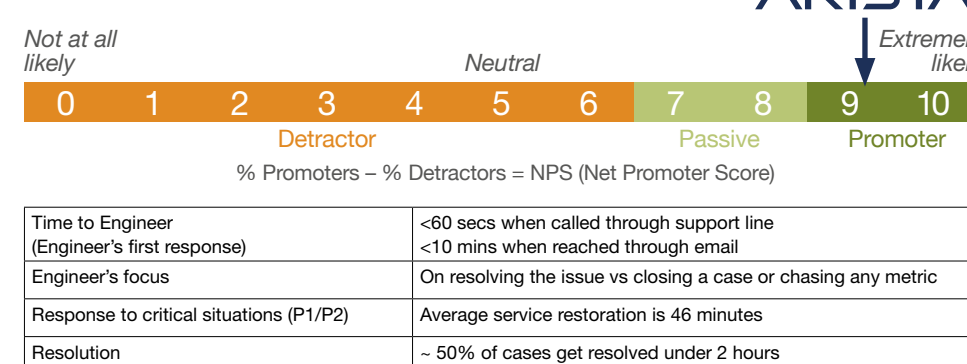 ARISTA
Not at all
likely
Neutral
Extremel
likel
0 1 2 3 4 5 6 7 8 9 10
Detractor
Passive
Promoter
% Promoters – % Detractors = NPS (Net Promoter Score)
Time to Engineer
(Engineer's first response)
<60 secs when called through support line
<10 mins when reached through email
Engineer's focus
On resolving the issue vs closing a case or chasing any metric
Response to critical situations (P1/P2)
Average service restoration is 46 minutes
Resolution
~ 50% of cases get resolved under 2 hours